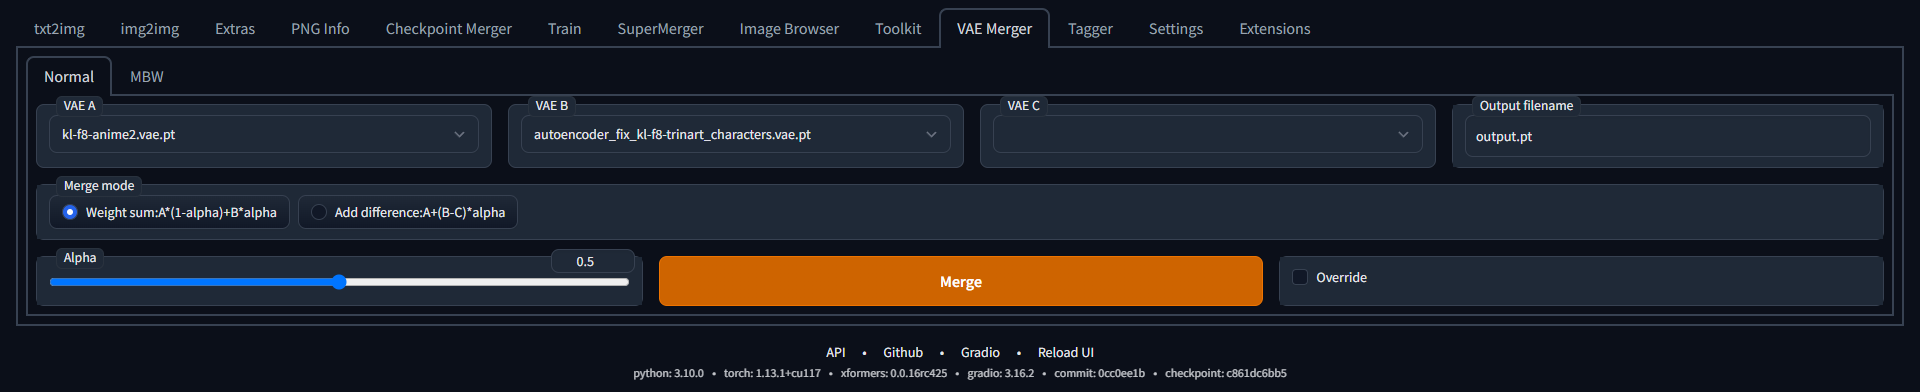 txt2img img2img Extras PNG Info Checkpoint Merger Train SuperMerger Image Browser Toolkit VAE Merger Tagger Settings Extensions
Normal MBW
VAE A VAE B VAE C Output filename
kl-f8-anime2.vae.pt autoencoder_fix_kl-f8-trinart_characters.vae.pt output.pt
Merge mode
Weight sum:A*(1-alpha)+B*alpha Add difference:A+(B-C)*alpha
Alpha 0.5
Merge Override
API • Github • Gradio • Reload UI
python: 3.10.0 • torch: 1.13.1+cu117 • xformers: 0.0.16rc425 • gradio: 3.16.2 • commit: 0cc0ee1b • checkpoint: c861dc6bb5